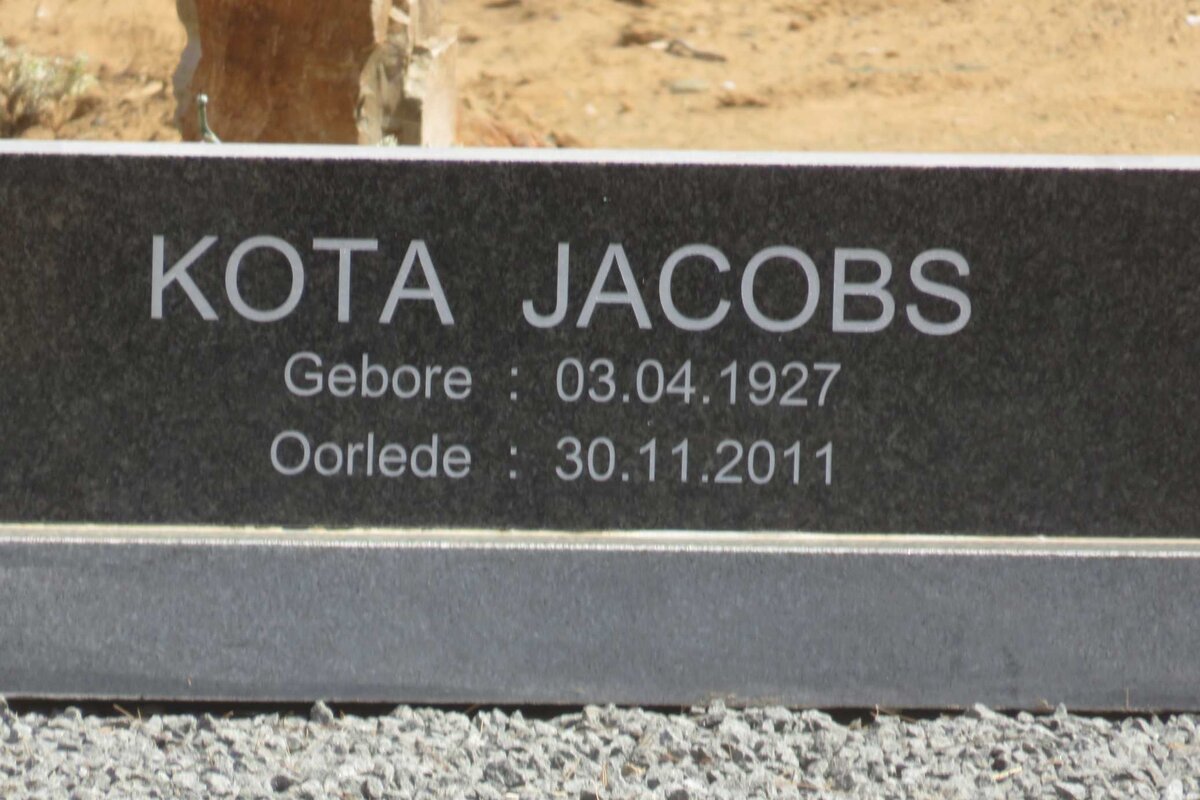 KOTA JACOBS
Gebore : 03.04.1927
Oorlede : 30.11.2011